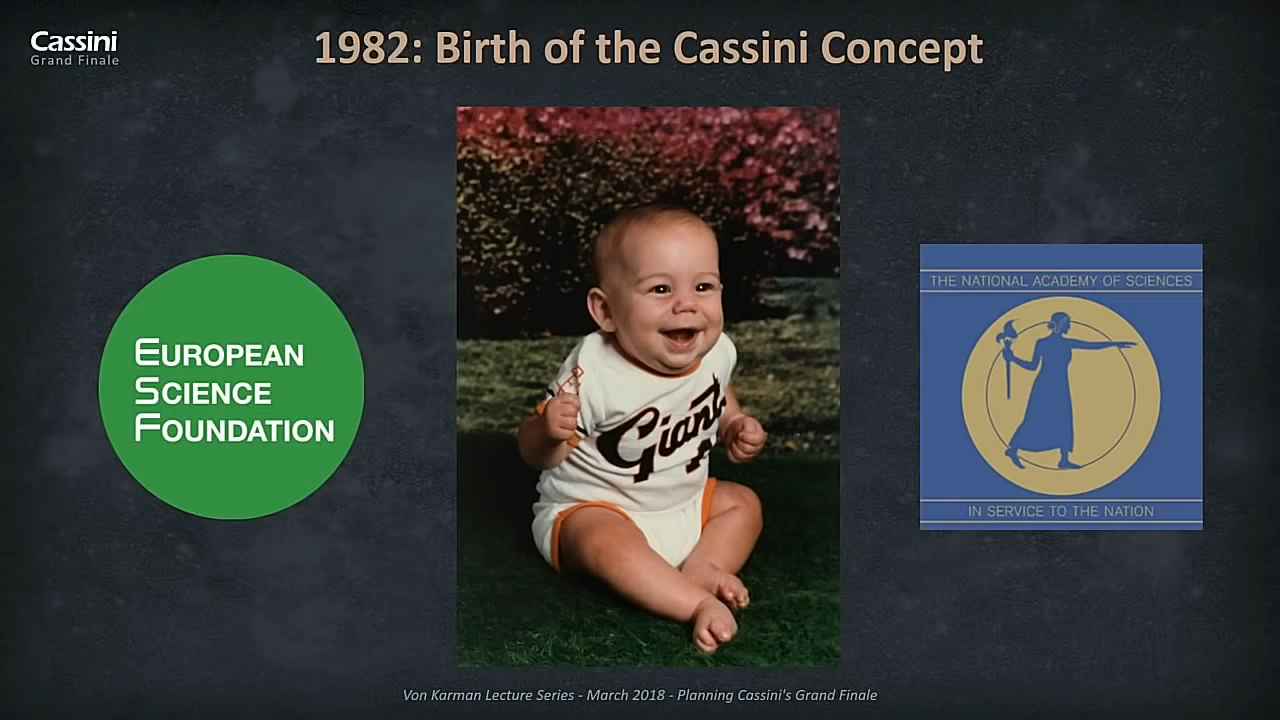 Cassini
Grand Finale
1982: Birth of the Cassini Concept
EUROPEAN
SCIENCE
FOUNDATION
Giants
THE NATIONAL ACADEMY OF SCIENCES
IN SERVICE TO THE NATION
Von Karman Lecture Series - March 2018 - Planning Cassini's Grand Finale